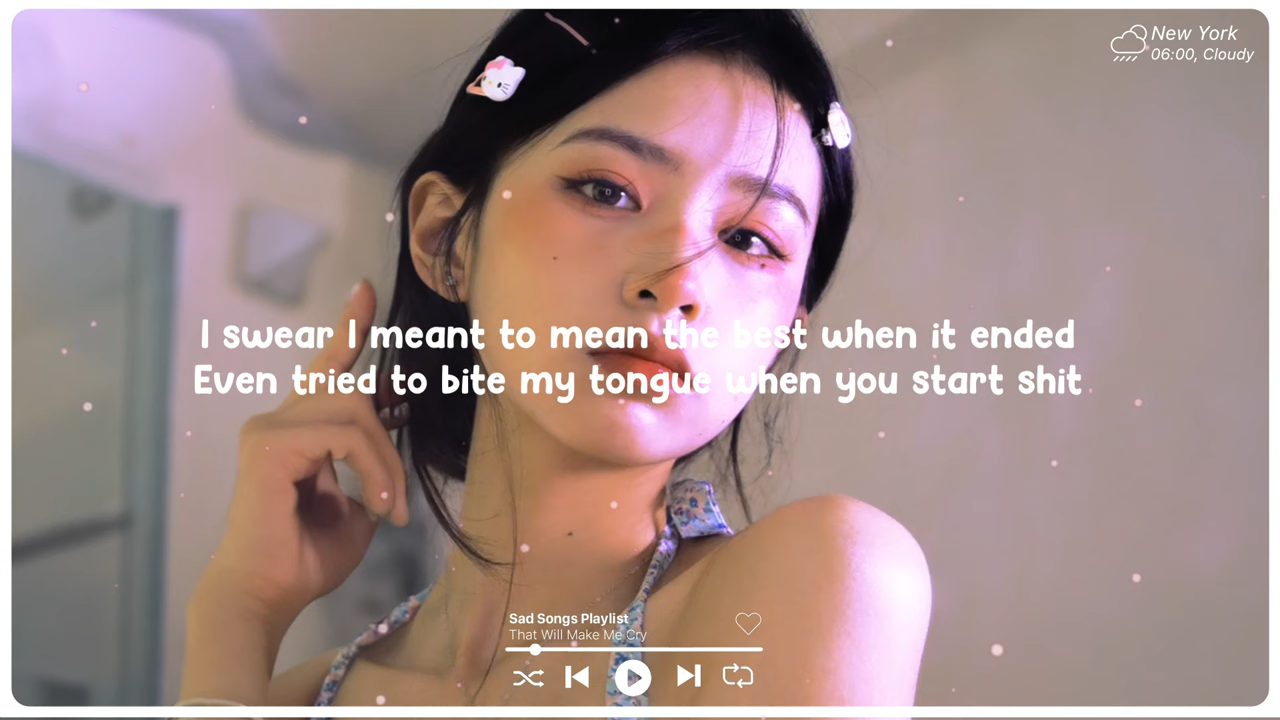 New York
06:00, Cloudy
I swear I meant to mean the best when it ended
Even tried to bite my tongue when you start shit
Sad Songs Playlist
That Will Make Me Cry